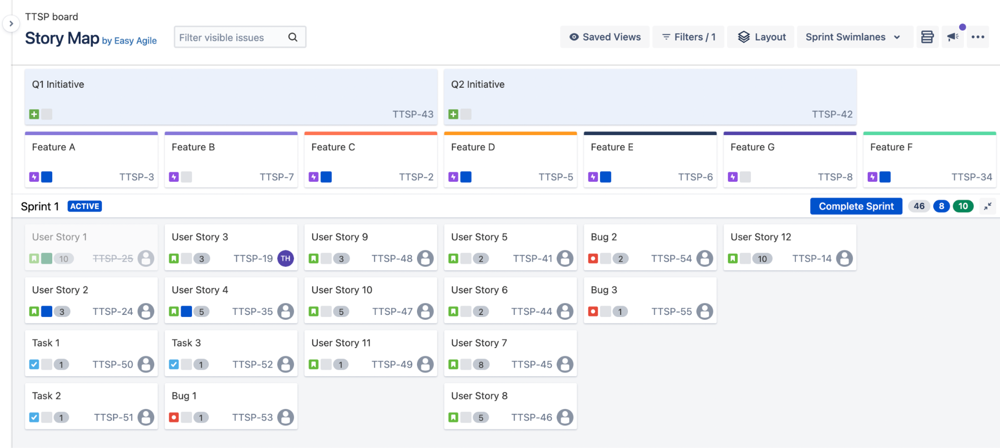 TTSP board
Story Map by Easy Agile
Filter visible issues
Saved Views
Filters / 1
Layout
Sprint Swimlanes
Q1 Initiative
TTSP-43
Q2 Initiative
TTSP-42
Feature A
TTSP-3
Feature B
TTSP-7
Feature C
TTSP-2
Feature D
TTSP-5
Feature E
TTSP-6
Feature G
TTSP-8
Feature F
TTSP-34
Sprint 1 ACTIVE
Complete Sprint 46 8 10
User Story 1
10 TTSP-25
User Story 3
3 TTSP-19 TH
User Story 9
3 TTSP-48
User Story 5
2 TTSP-41
Bug 2
2 TTSP-54
User Story 12
10 TTSP-14
User Story 2
3 TTSP-24
User Story 4
5 TTSP-35
User Story 10
5 TTSP-47
User Story 6
2 TTSP-44
Bug 3
1 TTSP-55
Task 1
1 TTSP-50
Task 3
1 TTSP-52
User Story 11
1 TTSP-49
User Story 7
8 TTSP-45
Task 2
1 TTSP-51
Bug 1
1 TTSP-53
User Story 8
5 TTSP-46